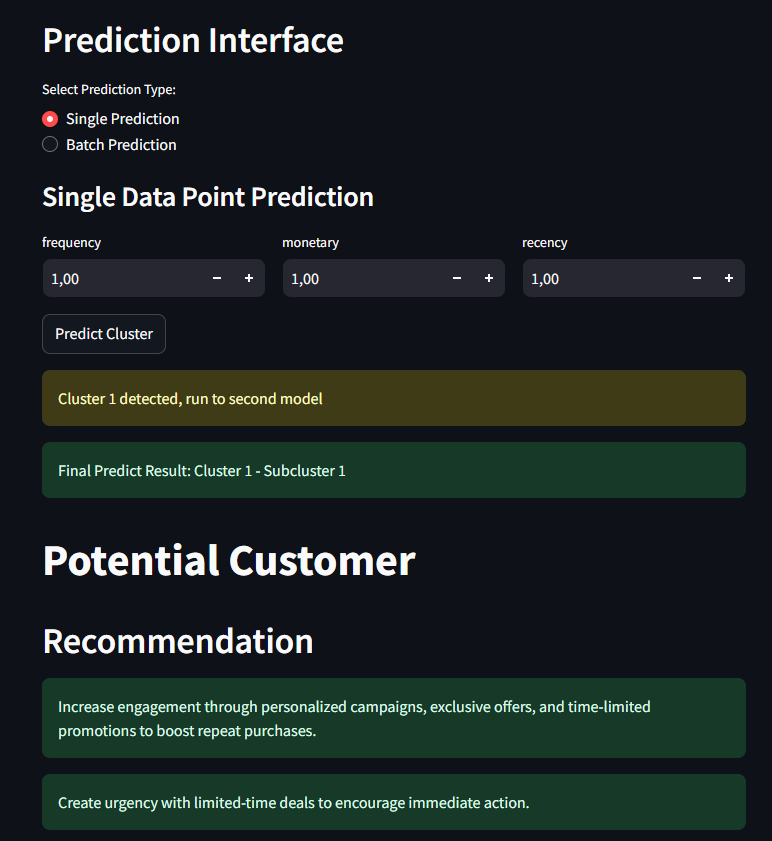 Prediction Interface
Select Prediction Type:
Single Prediction
Batch Prediction
Single Data Point Prediction
frequency monetary recency
1,00 − + 1,00 − + 1,00 − +
Predict Cluster
Cluster 1 detected, run to second model
Final Predict Result: Cluster 1 - Subcluster 1
Potential Customer
Recommendation
Increase engagement through personalized campaigns, exclusive offers, and time-limited
promotions to boost repeat purchases.
Create urgency with limited-time deals to encourage immediate action.